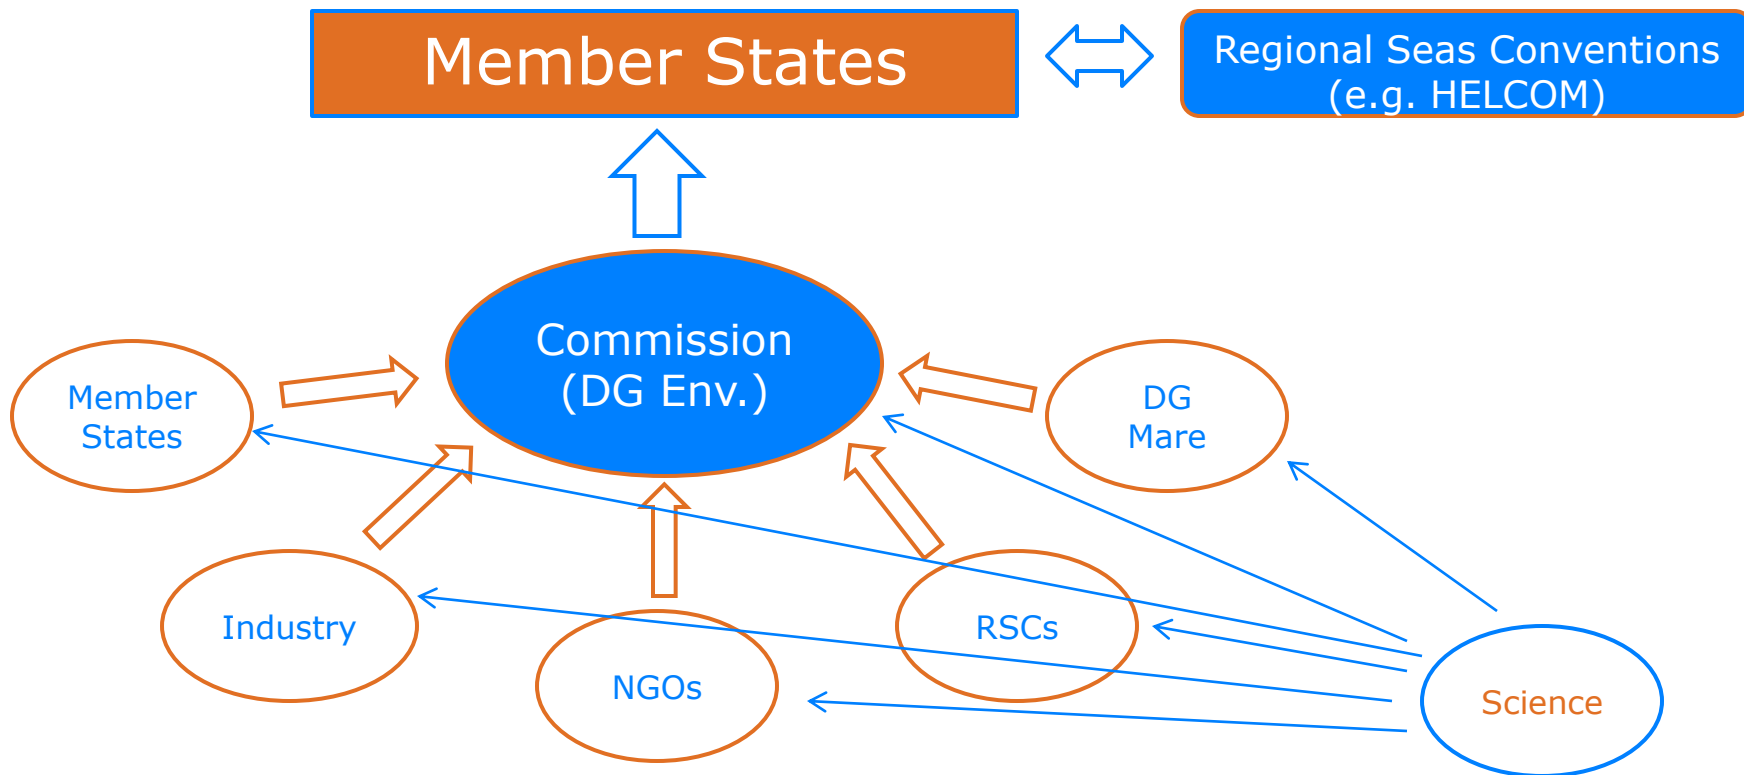 Member States
Regional Seas Conventions
(e.g. HELCOM)
Commission
(DG Env.)
Member
States
DG
Mare
Industry
NGOs
RSCs
Science